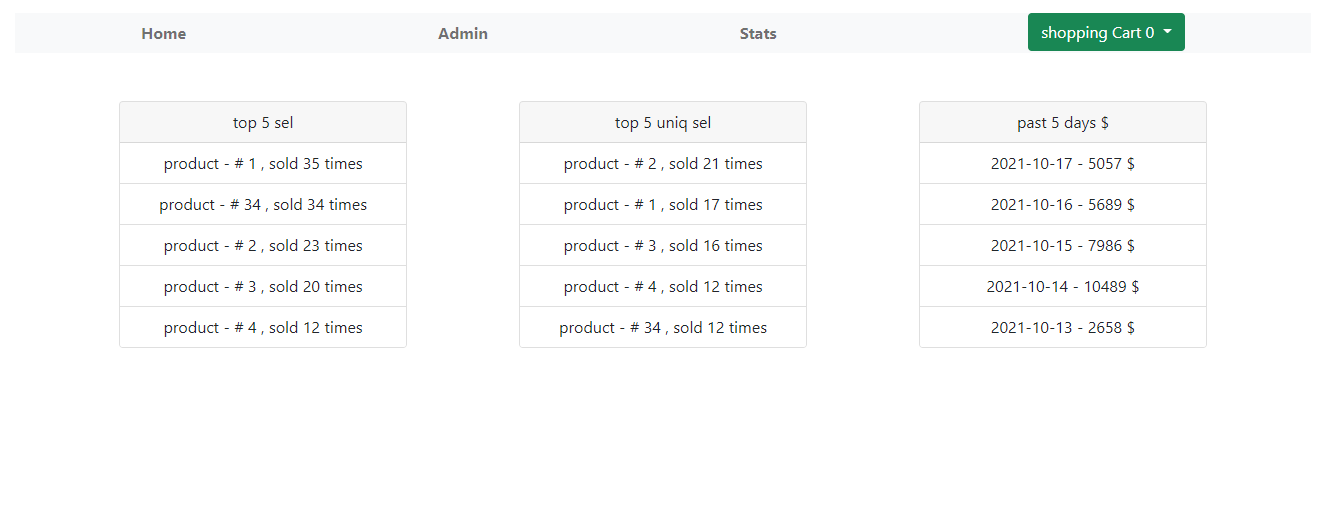 Home Admin Stats shopping Cart 0
top 5 sel
product - # 1 , sold 35 times
product - # 34 , sold 34 times
product - # 2 , sold 23 times
product - # 3 , sold 20 times
product - # 4 , sold 12 times
top 5 uniq sel
product - # 2 , sold 21 times
product - # 1 , sold 17 times
product - # 3 , sold 16 times
product - # 4 , sold 12 times
product - # 34 , sold 12 times
past 5 days $
2021-10-17 - 5057 $
2021-10-16 - 5689 $
2021-10-15 - 7986 $
2021-10-14 - 10489 $
2021-10-13 - 2658 $